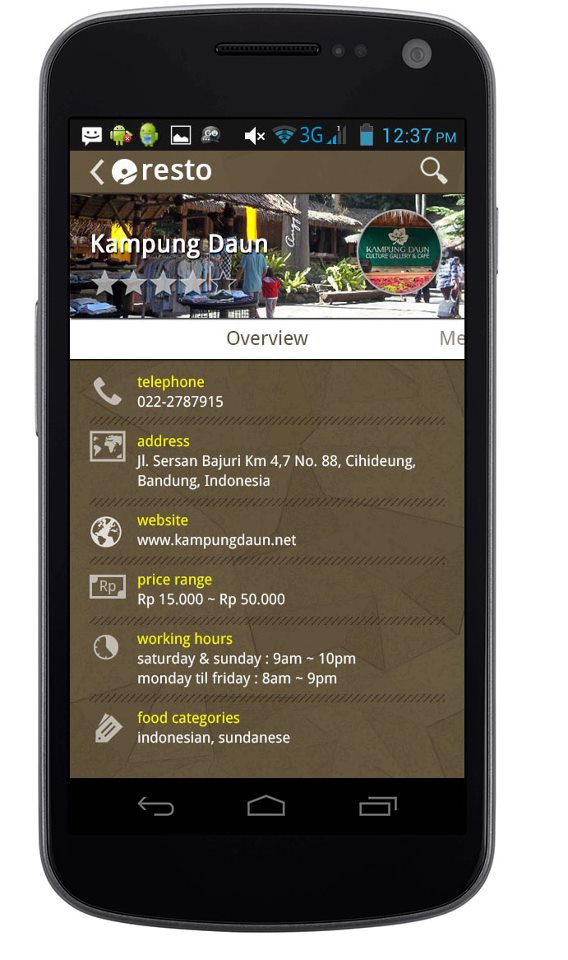 3G 12:37 PM
resto
Kampung Daun
KAMPUNG DAUN
CULTURE GALLERY & CAFE
Overview
Me
telephone
022-2787915
address
Jl. Sersan Bajuri Km 4,7 No. 88, Cihideung,
Bandung, Indonesia
website
www.kampungdaun.net
Rp
price range
Rp 15.000 ~ Rp 50.000
working hours
saturday & sunday : 9am ~ 10pm
monday til friday : 8am ~ 9pm
food categories
indonesian, sundanese